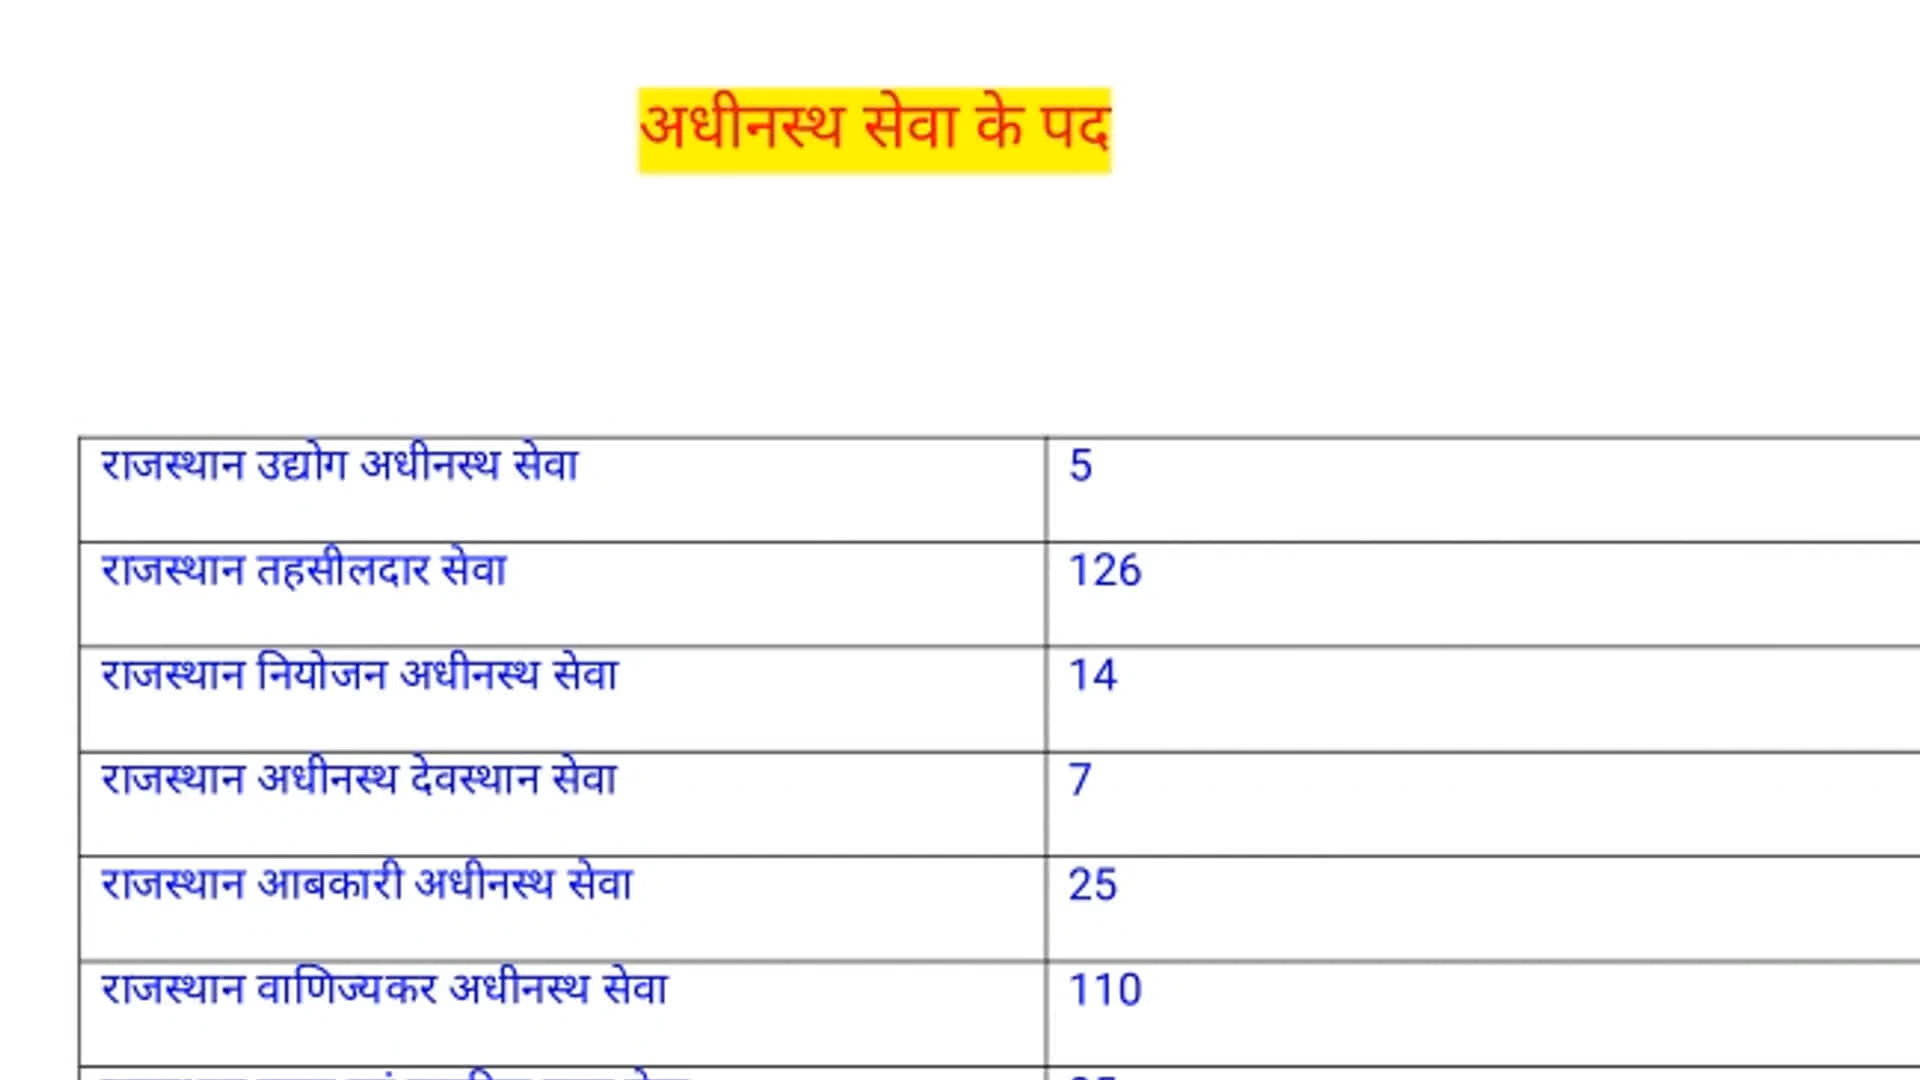 अधीनस्थ सेवा के पद
राजस्थान उद्योग अधीनस्थ सेवा 5
राजस्थान तहसीलदार सेवा 126
राजस्थान नियोजन अधीनस्थ सेवा 14
राजस्थान अधीनस्थ देवस्थान सेवा 7
राजस्थान आबकारी अधीनस्थ सेवा 25
राजस्थान वाणिज्यकर अधीनस्थ सेवा 110